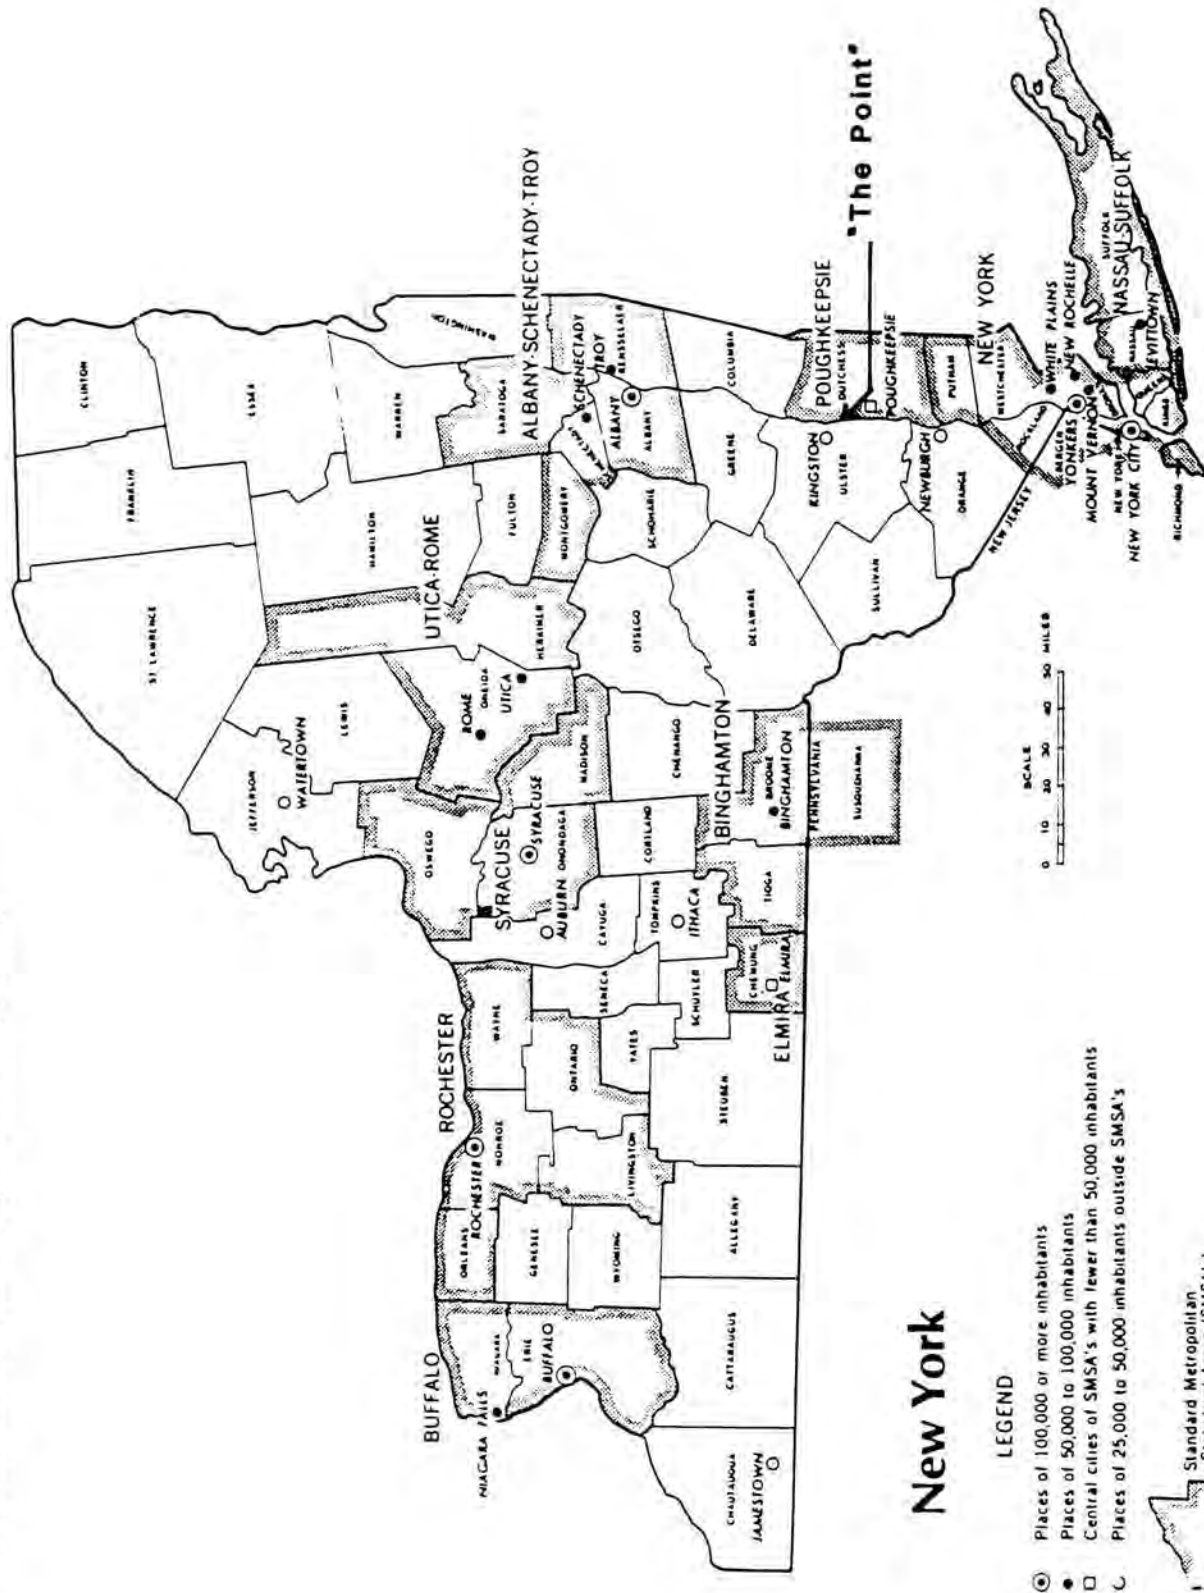 CLINTON
FRANKLIN
ESSEX
ST LAWRENCE
WARREN
HAMILTON
WASHINGTON
JEFFERSON
WATERTOWN
LEWIS
UTICA-ROME
FULTON
SARATOGA
ALBANY-SCHENECTADY-TROY
HERKIMER
ROME
ONEIDA
UTICA
OSWEGO
MONTGOMERY
SCHENECTADY
SCHENECTADY
TROY
RENSSELAER
ALBANY
ALBANY
SYRACUSE
SYRACUSE
MADISON
ONONDAGA
AUBURN
CAYUGA
ROCHESTER
WAYNE
SENECA
BUFFALO
NIAGARA FALLS
NIAGARA
ORLEANS
ROCHESTER
MONROE
ONTARIO
ERIE
BUFFALO
GENESEE
WYOMING
LIVINGSTON
YATES
OTSEGO
SCHOHARIE
CORTLAND
CHENANGO
TOMPKINS
ITHACA
SCHUYLER
COLUMBIA
GREENE
DELAWARE
BINGHAMTON
BROOME
BINGHAMTON
TIOGA
CHEMUNG
ELMIRA
ELMIRA
STEUBEN
ALLEGANY
CATTARAUGUS
CHAUTAUQUA
JAMESTOWN
PENNSYLVANIA
SUSQUEHANNA
POUGHKEEPSIE
DUTCHESS
POUGHKEEPSIE
"The Point"
KINGSTON
ULSTER
SULLIVAN
NEWBURGH
ORANGE
PUTNAM
NEW YORK
WESTCHESTER
ROCKLAND
NEW JERSEY
BERGEN
YONKERS
WHITE PLAINS
NEW ROCHELLE
MOUNT VERNON
NEW YORK
NEW YORK CITY
QUEENS
KINGS
RICHMOND
NASSAU
SUFFOLK
NASSAU-SUFFOLK
LEVITTOWN
SCALE
0 10 20 30 40 50 MILES
New York
LEGEND
Places of 100,000 or more inhabitants
Places of 50,000 to 100,000 inhabitants
Central cities of SMSA's with fewer than 50,000 inhabitants
Places of 25,000 to 50,000 inhabitants outside SMSA's
Standard Metropolitan